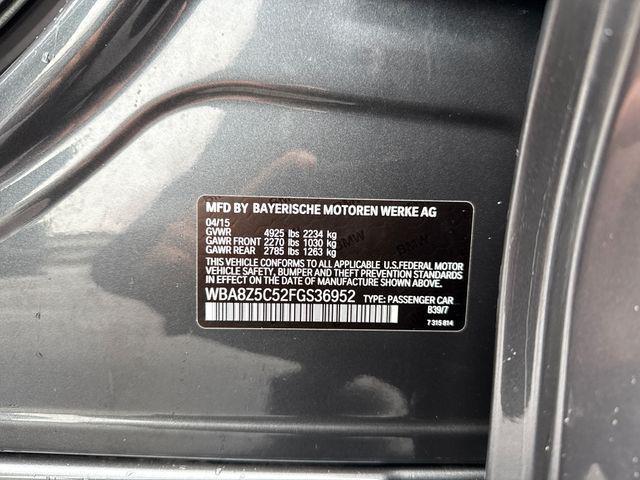 MFD BY BAYERISCHE MOTOREN WERKE AG
04/15
GVWR 4925 lbs 2234 kg
GAWR FRONT 2270 lbs 1030 kg
GAWR REAR 2785 lbs 1263 kg
THIS VEHICLE CONFORMS TO ALL APPLICABLE U.S.FEDERAL MOTOR
VEHICLE SAFETY, BUMPER AND THEFT PREVENTION STANDARDS
IN EFFECT ON THE DATE OF MANUFACTURE SHOWN ABOVE.
WBA8Z5C52FGS36952 TYPE: PASSENGER CAR
B39/7
7 315 814